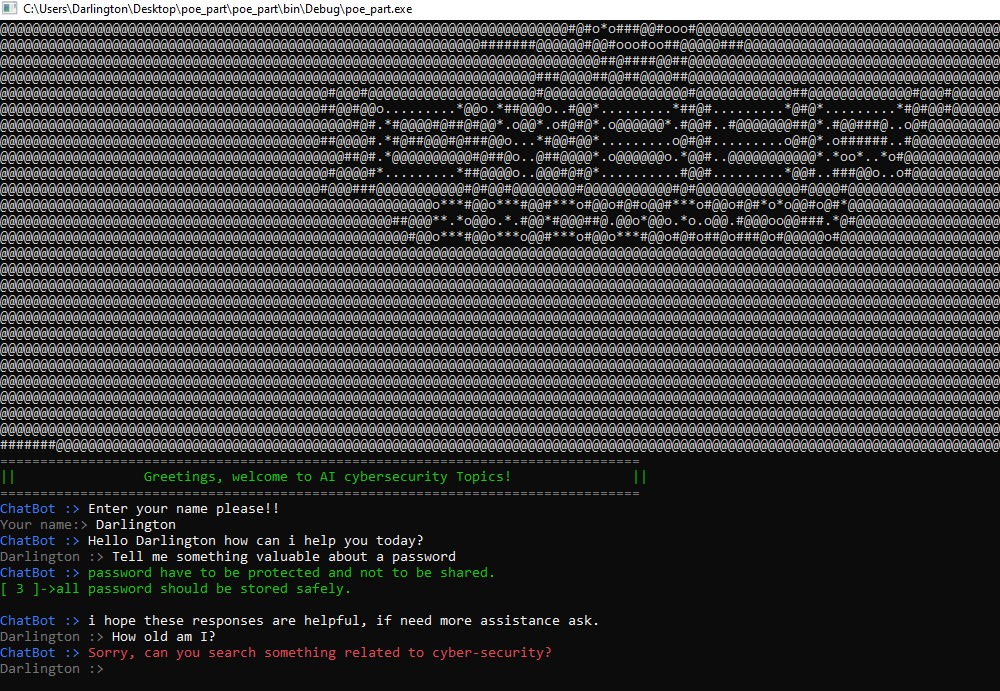 C:\Users\Darlington\Desktop\poe_part\poe_part\bin\Debug\poe_part.exe
|| Greetings, welcome to AI cybersecurity Topics! ||
ChatBot :> Enter your name please!!
Your name:> Darlington
ChatBot :> Hello Darlington how can i help you today?
Darlington :> Tell me something valuable about a password
ChatBot :> password have to be protected and not to be shared.
[ 3 ]->all password should be stored safely.
ChatBot :> i hope these responses are helpful, if need more assistance ask.
Darlington :> How old am I?
ChatBot :> Sorry, can you search something related to cyber-security?
Darlington :>